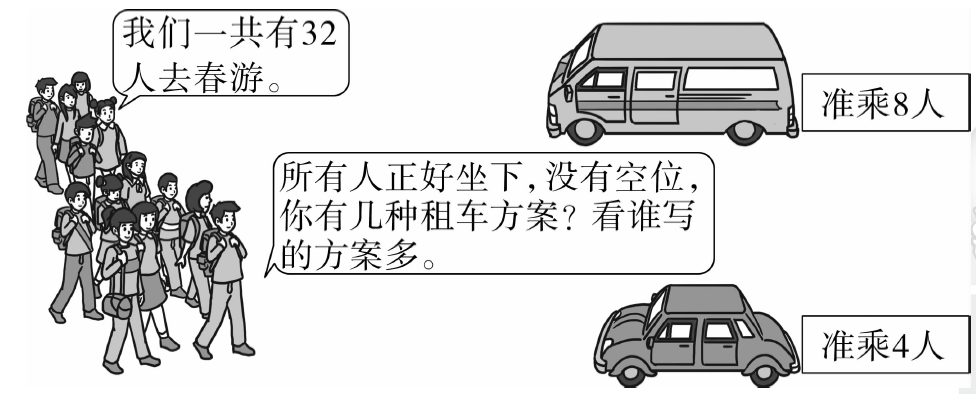 我们一共有32
人去春游。
准乘8人
所有人正好坐下，没有空位，
你有几种租车方案？看谁写
的方案多。
准乘4人